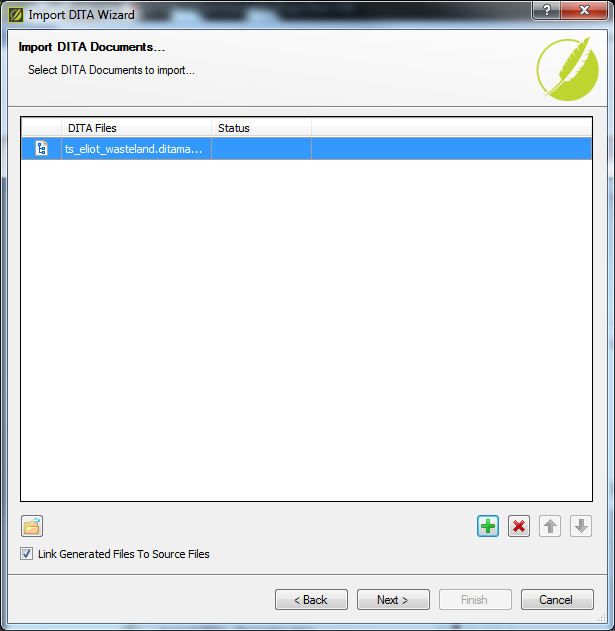 Import DITA Wizard
?
Import DITA Documents...
Select DITA Documents to import...
DITA Files Status
ts_eliot_wasteland.ditama...
Link Generated Files To Source Files
< Back Next > Finish Cancel